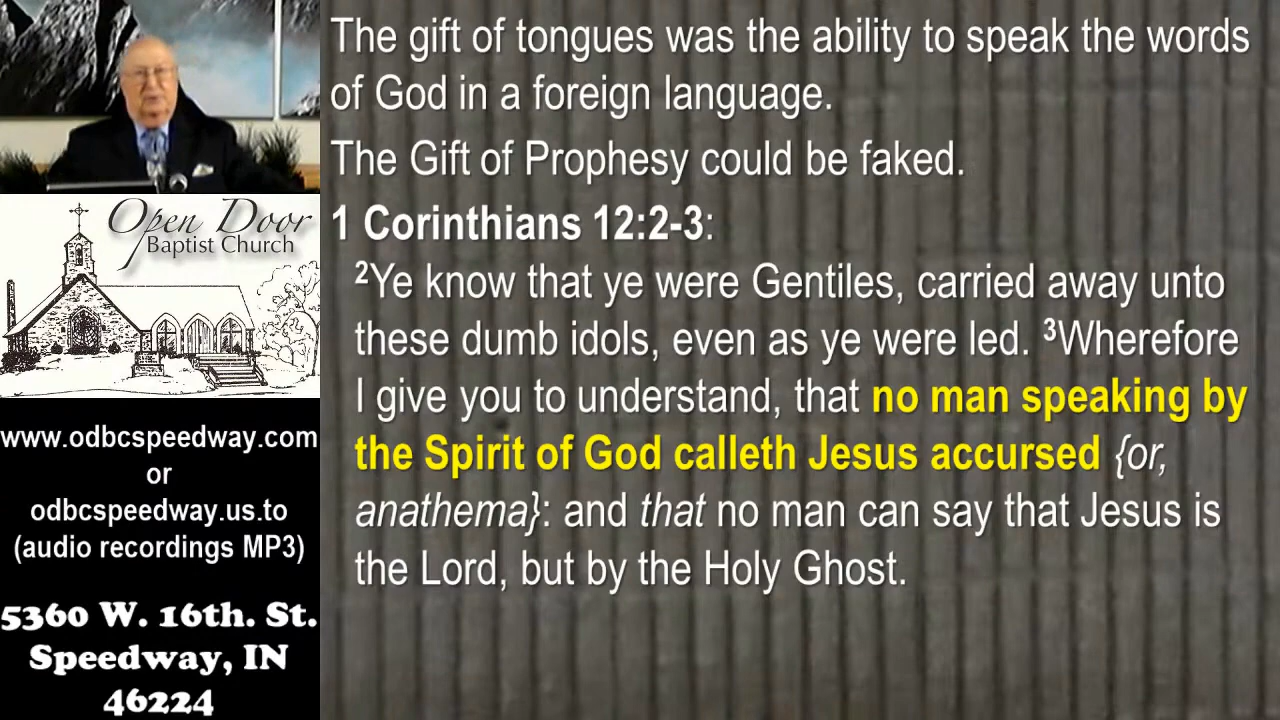 The gift of tongues was the ability to speak the words
of God in a foreign language.
The Gift of Prophesy could be faked.
1 Corinthians 12:2-3:
²Ye know that ye were Gentiles, carried away unto
these dumb idols, even as ye were led. ³Wherefore
I give you to understand, that no man speaking by
the Spirit of God calleth Jesus accursed {or,
anathema}: and that no man can say that Jesus is
the Lord, but by the Holy Ghost.
Open Door
Baptist Church
www.odbcspeedway.com
or
odbcspeedway.us.to
(audio recordings MP3)
5360 W. 16th. St.
Speedway, IN
46224